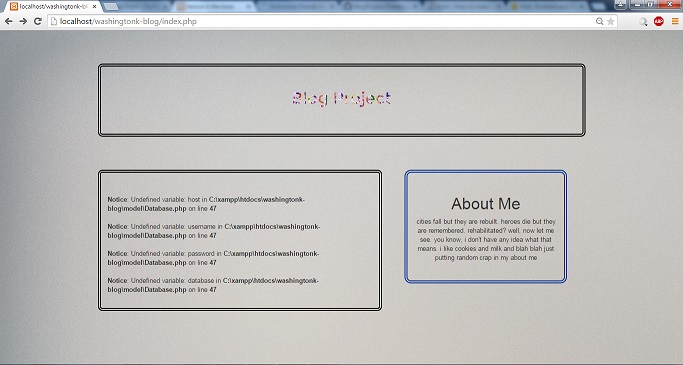 localhost/washingtonk-bl
localhost/washingtonk-blog/index.php
ABP
Blog Project
Notice: Undefined variable: host in C:\xampp\htdocs\washingtonk-
blog\model\Database.php on line 47
Notice: Undefined variable: username in C:\xampp\htdocs\washingtonk-
blog\model\Database.php on line 47
Notice: Undefined variable: password in C:\xampp\htdocs\washingtonk-
blog\model\Database.php on line 47
Notice: Undefined variable: database in C:\xampp\htdocs\washingtonk-
blog\model\Database.php on line 47
About Me
cities fall but they are rebuilt. heroes die but they
are remembered. rehabilitated? well, now let me
see. you know, i don't have any idea what that
means. i like cookies and milk and blah blah just
putting random crap in my about me